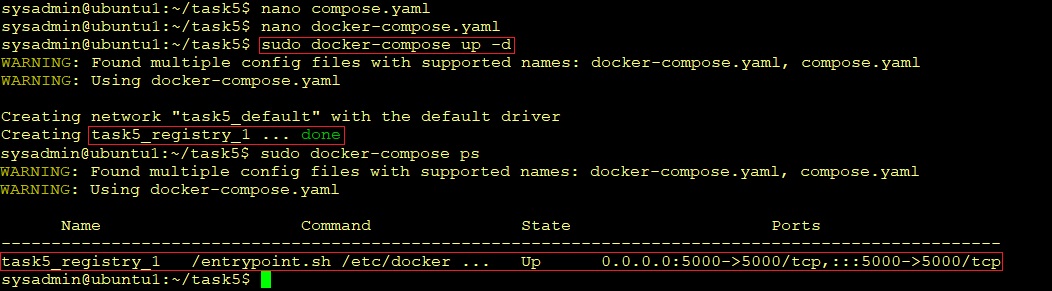 sysadmin@ubuntu1:~/task5$ nano compose.yaml
sysadmin@ubuntu1:~/task5$ nano docker-compose.yaml
sysadmin@ubuntu1:~/task5$ sudo docker-compose up -d
WARNING: Found multiple config files with supported names: docker-compose.yaml, compose.yaml
WARNING: Using docker-compose.yaml
Creating network "task5_default" with the default driver
Creating task5_registry_1 ... done
sysadmin@ubuntu1:~/task5$ sudo docker-compose ps
WARNING: Found multiple config files with supported names: docker-compose.yaml, compose.yaml
WARNING: Using docker-compose.yaml
Name Command State Ports
----------------------------------------------------------------------------------------------------
task5_registry_1 /entrypoint.sh /etc/docker ... Up 0.0.0.0:5000->5000/tcp,:::5000->5000/tcp
sysadmin@ubuntu1:~/task5$